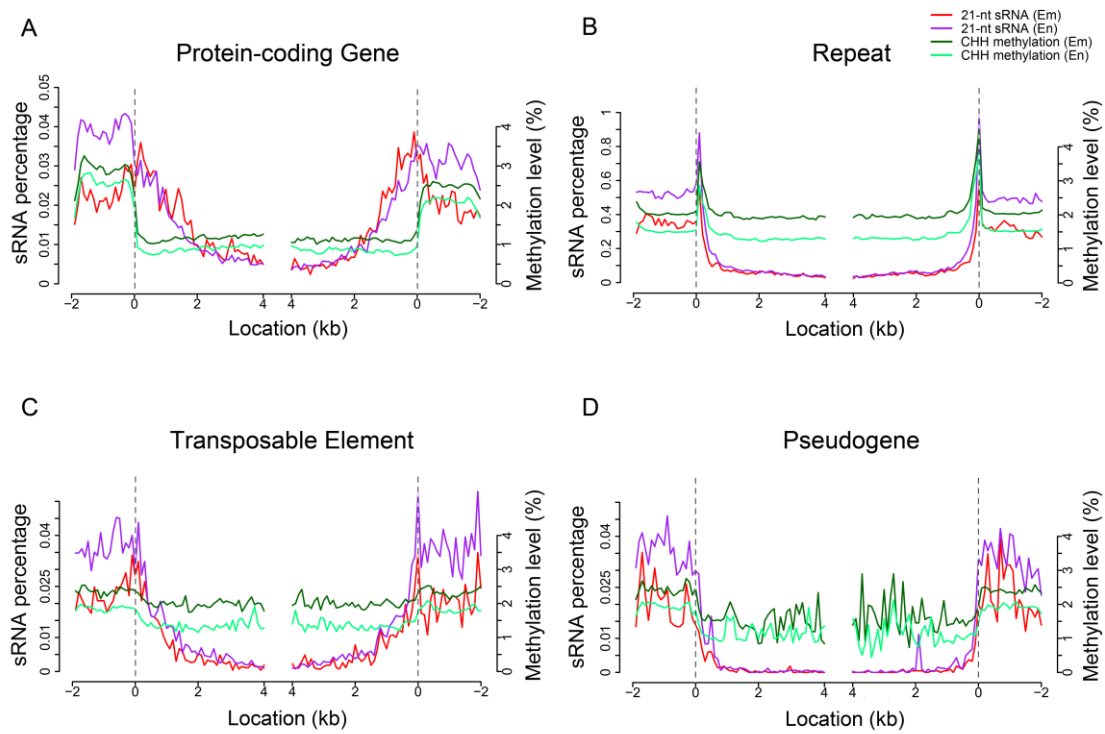 21-nt sRNA (Em)
21-nt sRNA (En)
CHH methylation (Em)
CHH methylation (En)
A
Protein-coding Gene
sRNA percentage
0 0.01 0.02 0.03 0.04 0.05
Methylation level (%)
0 1 2 3 4
−2 0 2 4 4 2 0 −2
Location (kb)
B
Repeat
sRNA percentage
0 0.2 0.4 0.6 0.8 1
Methylation level (%)
0 1 2 3 4
−2 0 2 4 4 2 0 −2
Location (kb)
C
Transposable Element
sRNA percentage
0 0.01 0.025 0.04
Methylation level (%)
0 1 2 3 4
−2 0 2 4 4 2 0 −2
Location (kb)
D
Pseudogene
sRNA percentage
0 0.01 0.025 0.04
Methylation level (%)
0 1 2 3 4
−2 0 2 4 4 2 0 −2
Location (kb)